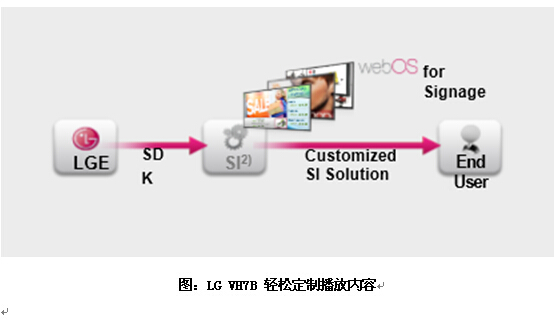 webOS for
Signage
SALE
LGE
SD
K
SI2)
Customized
SI Solution
End
User
图：LG VH7B 轻松定制播放内容